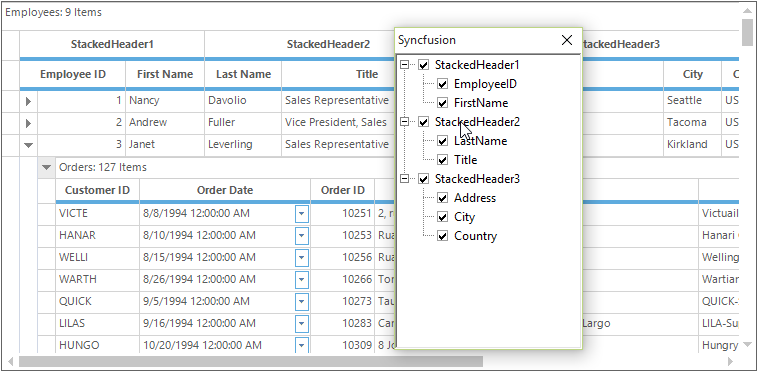 Employees: 9 Items
StackedHeader1 StackedHeader2 StackedHeader3
Employee ID First Name Last Name Title City
1 Nancy Davolio Sales Representative Seattle US
2 Andrew Fuller Vice President, Sales Tacoma US
3 Janet Leverling Sales Representative Kirkland US
Orders: 127 Items
Customer ID Order Date Order ID
VICTE 8/8/1994 12:00:00 AM 10251 2, r Victuail
HANAR 8/10/1994 12:00:00 AM 10253 Rua Hanari
WELLI 8/15/1994 12:00:00 AM 10256 Rua Welling
WARTH 8/26/1994 12:00:00 AM 10266 Tor Wartian
QUICK 9/5/1994 12:00:00 AM 10273 Tau QUICK-
LILAS 9/16/1994 12:00:00 AM 10283 Car Largo LILA-Su
HUNGO 10/20/1994 12:00:00 AM 10309 8 Jo Hungry
Syncfusion
StackedHeader1
EmployeeID
FirstName
StackedHeader2
LastName
Title
StackedHeader3
Address
City
Country